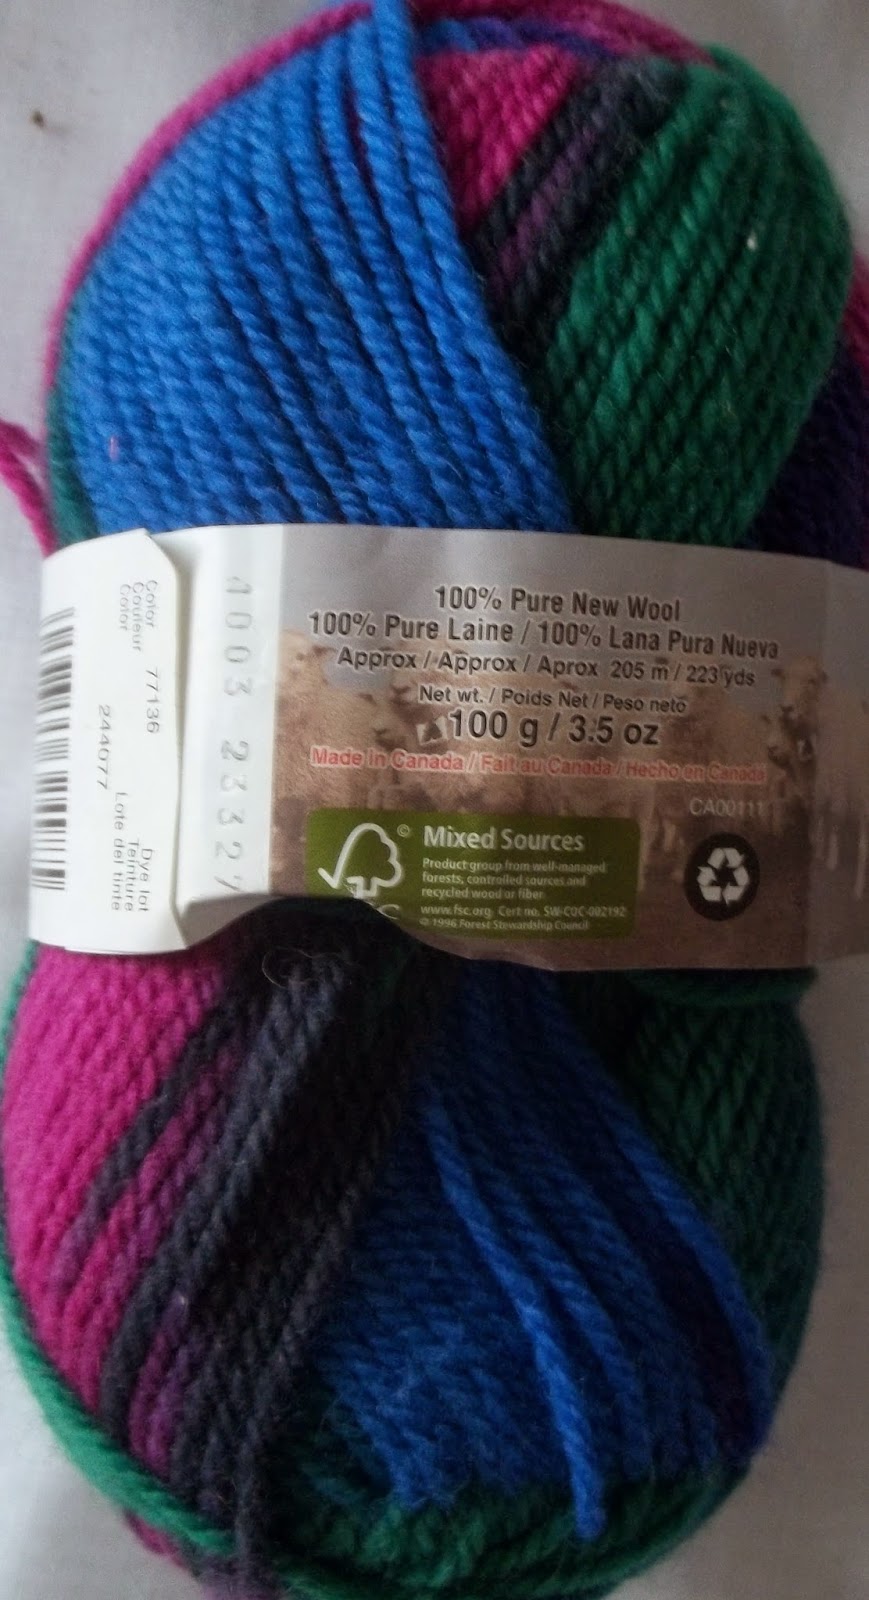 100% Pure New Wool
100% Pure Laine / 100% Lana Pura Nueva
Approx / Approx / Aprox 205 m / 223 yds
Net wt. / Poids Net / Peso neto
100 g / 3.5 oz
Made in Canada / Fait au Canada / Hecho en Canadá
CA00111
© Mixed Sources
Product group from well-managed
forests, controlled sources and
recycled wood or fiber
www.fsc.org Cert no. SW-COC-002192
© 1996 Forest Stewardship Council
1003 23327
Color
Couleur 77136
Color
244077
Dye lot
Teinture
Lote del tinte